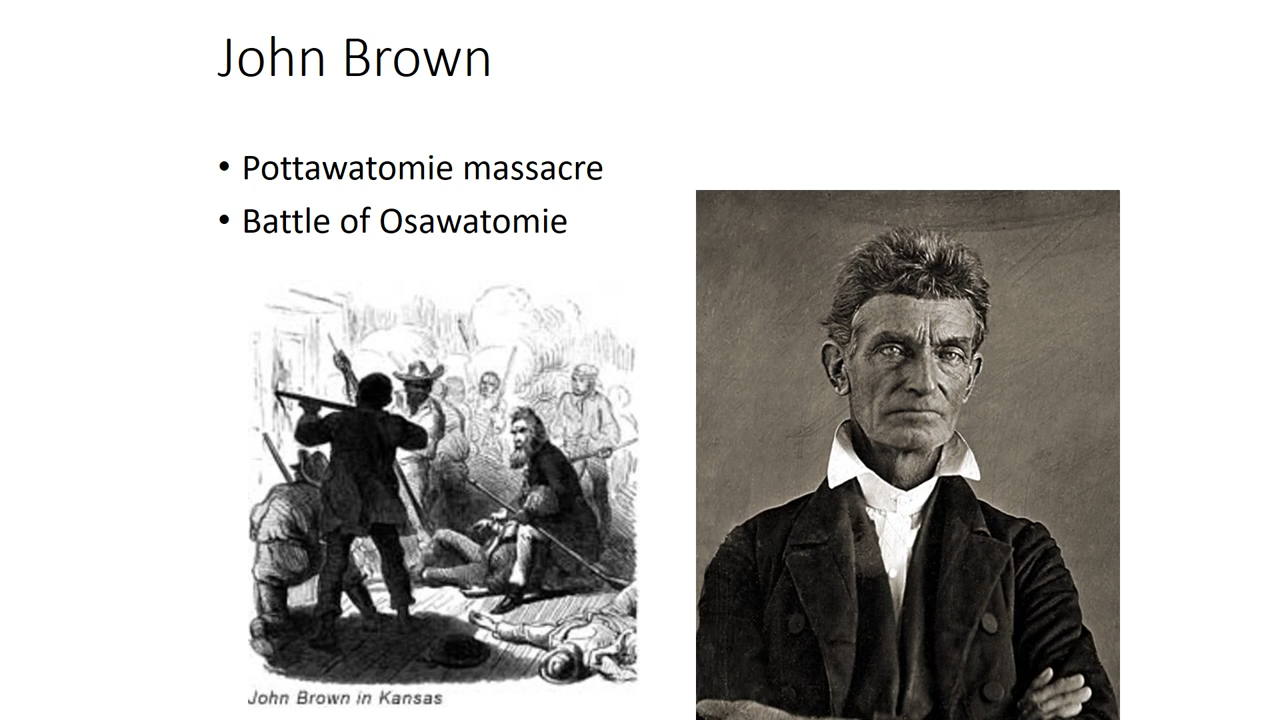 John Brown
• Pottawatomie massacre
• Battle of Osawatomie
John Brown in Kansas